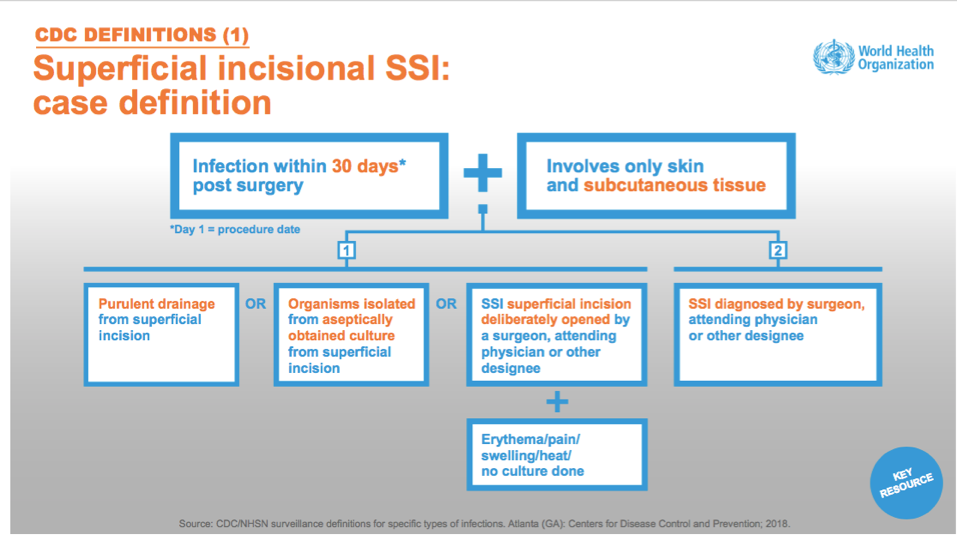 CDC DEFINITIONS (1)
Superficial incisional SSI:
case definition
World Health
Organization
Infection within 30 days*
post surgery
+
Involves only skin
and subcutaneous tissue
*Day 1 = procedure date
1
2
Purulent drainage
from superficial
incision
OR
Organisms isolated
from aseptically
obtained culture
from superficial
incision
OR
SSI superficial incision
deliberately opened by
a surgeon, attending
physician or other
designee
SSI diagnosed by surgeon,
attending physician
or other designee
+
Erythema/pain/
swelling/heat/
no culture done
KEY
RESOURCE
Source: CDC/NHSN surveillance definitions for specific types of infections. Atlanta (GA): Centers for Disease Control and Prevention; 2018.